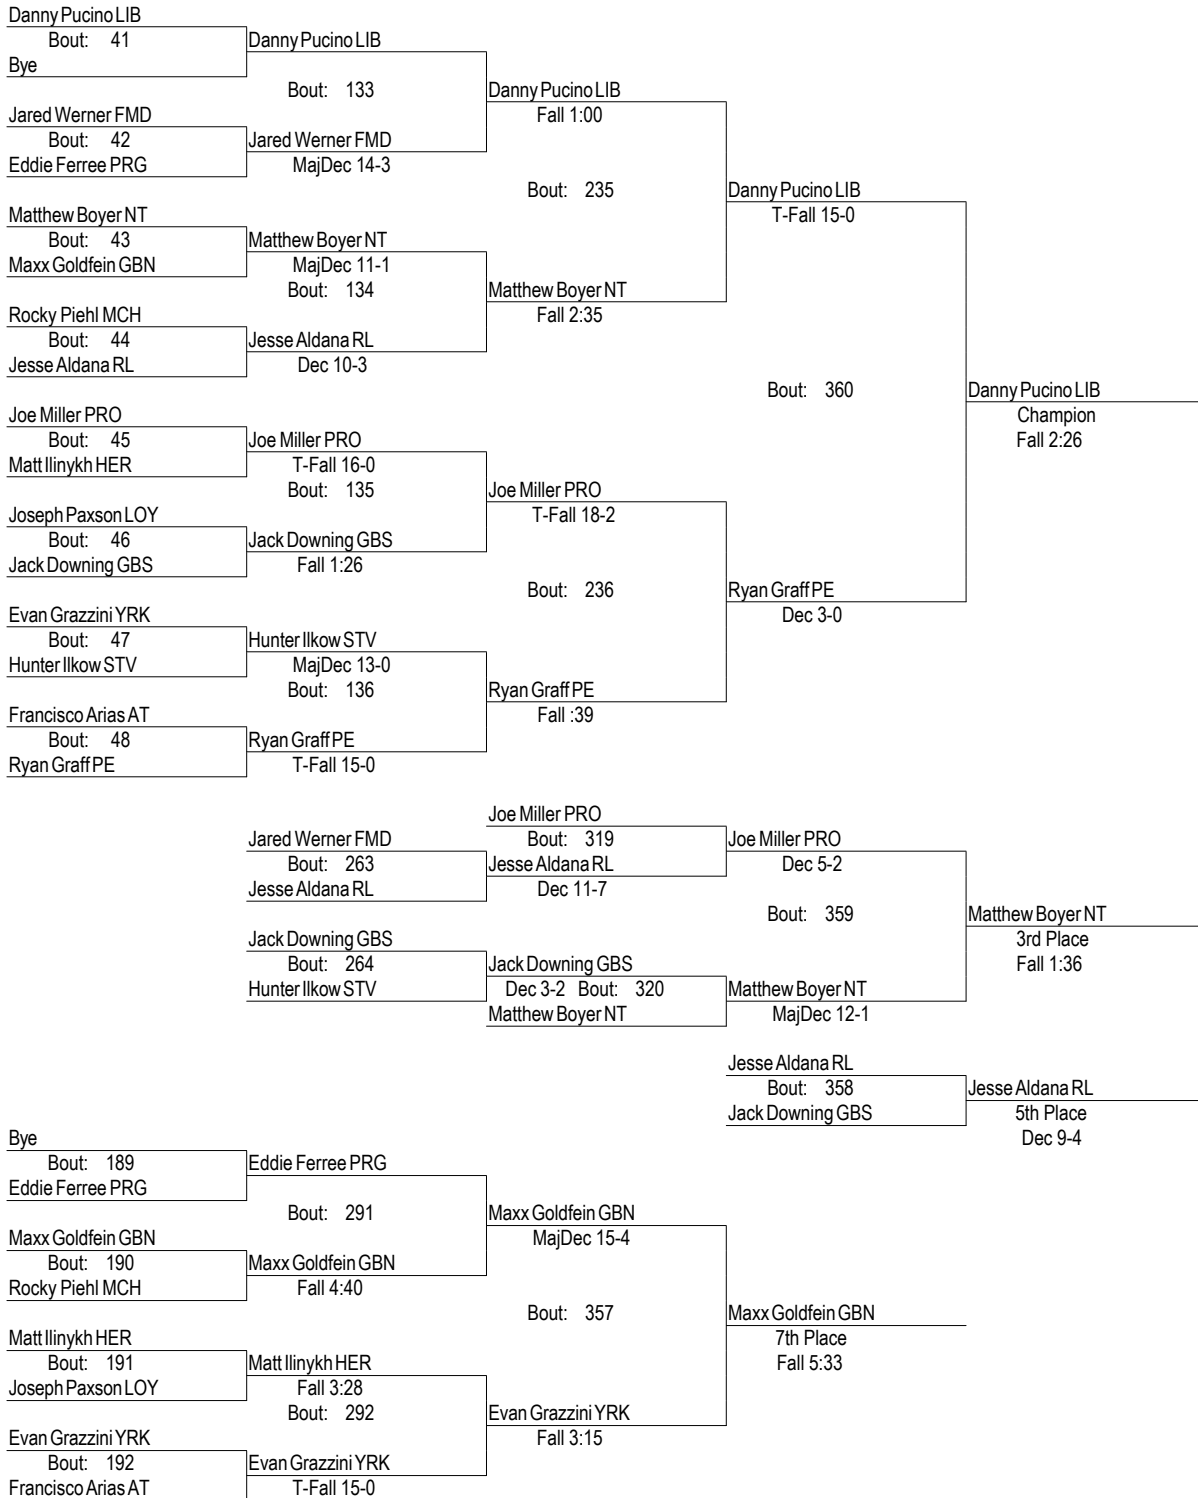 Danny Pucino LIB
Bout: 41 Danny Pucino LIB
Bye
Bout: 133 Danny Pucino LIB
Jared Werner FMD Fall 1:00
Bout: 42 Jared Werner FMD
Eddie Ferree PRG MajDec 14-3
Bout: 235 Danny Pucino LIB
Matthew Boyer NT T-Fall 15-0
Bout: 43 Matthew Boyer NT
Maxx Goldfein GBN MajDec 11-1
Bout: 134 Matthew Boyer NT
Rocky Piehl MCH Fall 2:35
Bout: 44 Jesse Aldana RL
Jesse Aldana RL Dec 10-3
Bout: 360 Danny Pucino LIB
Joe Miller PRO Champion
Bout: 45 Joe Miller PRO Fall 2:26
Matt Ilinykh HER T-Fall 16-0
Bout: 135 Joe Miller PRO
Joseph Paxson LOY T-Fall 18-2
Bout: 46 Jack Downing GBS
Jack Downing GBS Fall 1:26
Bout: 236 Ryan Graff PE
Evan Grazzini YRK Dec 3-0
Bout: 47 Hunter Ilkow STV
Hunter Ilkow STV MajDec 13-0
Bout: 136 Ryan Graff PE
Francisco Arias AT Fall :39
Bout: 48 Ryan Graff PE
Ryan Graff PE T-Fall 15-0
Joe Miller PRO
Jared Werner FMD Bout: 319 Joe Miller PRO
Bout: 263 Jesse Aldana RL Dec 5-2
Jesse Aldana RL Dec 11-7
Bout: 359 Matthew Boyer NT
Jack Downing GBS 3rd Place
Bout: 264 Jack Downing GBS Fall 1:36
Hunter Ilkow STV Dec 3-2 Bout: 320 Matthew Boyer NT
Matthew Boyer NT MajDec 12-1
Jesse Aldana RL
Bout: 358 Jesse Aldana RL
Jack Downing GBS 5th Place
Bye Dec 9-4
Bout: 189 Eddie Ferree PRG
Eddie Ferree PRG
Bout: 291 Maxx Goldfein GBN
Maxx Goldfein GBN MajDec 15-4
Bout: 190 Maxx Goldfein GBN
Rocky Piehl MCH Fall 4:40
Bout: 357 Maxx Goldfein GBN
Matt Ilinykh HER 7th Place
Bout: 191 Matt Ilinykh HER Fall 5:33
Joseph Paxson LOY Fall 3:28
Bout: 292 Evan Grazzini YRK
Evan Grazzini YRK Fall 3:15
Bout: 192 Evan Grazzini YRK
Francisco Arias AT T-Fall 15-0